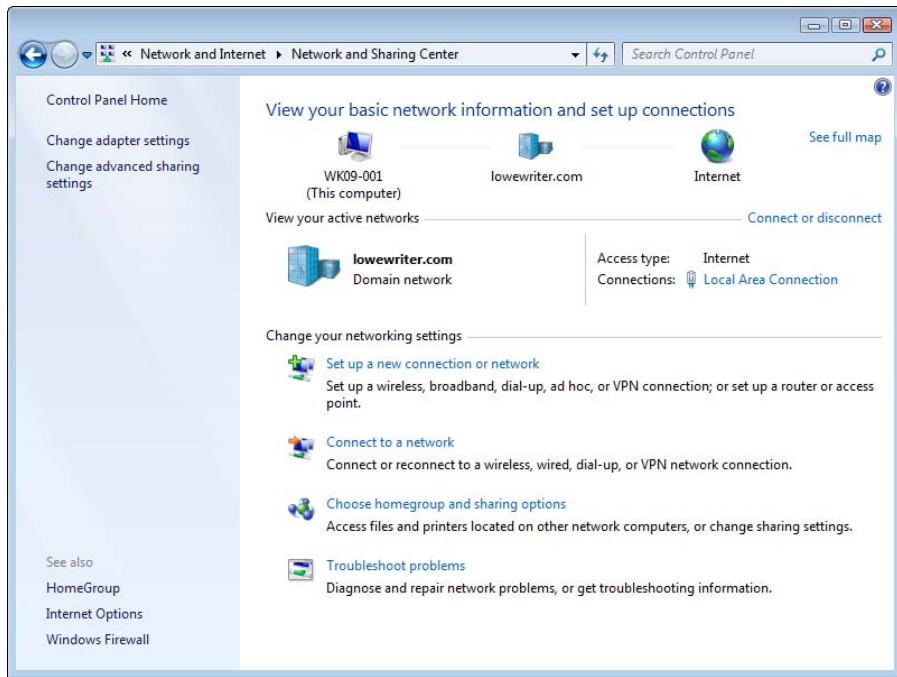 « Network and Internet ▸ Network and Sharing Center
Search Control Panel
Control Panel Home
Change adapter settings
Change advanced sharing
settings
See also
HomeGroup
Internet Options
Windows Firewall
View your basic network information and set up connections
See full map
WK09-001
(This computer)
lowewriter.com
Internet
View your active networks
Connect or disconnect
lowewriter.com
Domain network
Access type: Internet
Connections: Local Area Connection
Change your networking settings
Set up a new connection or network
Set up a wireless, broadband, dial-up, ad hoc, or VPN connection; or set up a router or access
point.
Connect to a network
Connect or reconnect to a wireless, wired, dial-up, or VPN network connection.
Choose homegroup and sharing options
Access files and printers located on other network computers, or change sharing settings.
Troubleshoot problems
Diagnose and repair network problems, or get troubleshooting information.